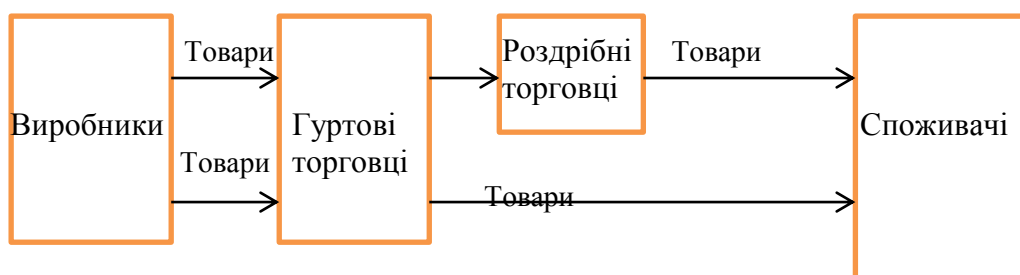 Виробники
Товари
Товари
Гуртові
торговці
Роздрібні
торговці
Товари
Товари
Споживачі